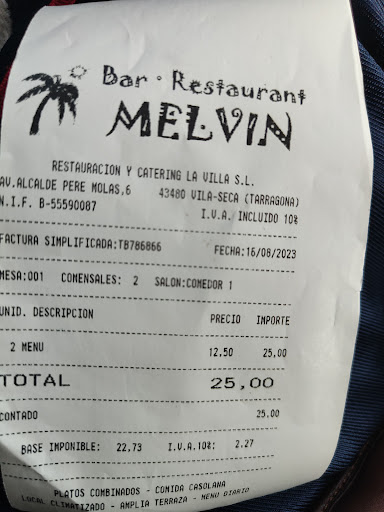 Bar · Restaurant
MELVIN
RESTAURACION Y CATERING LA VILLA S.L.
AV.ALCALDE PERE MOLAS,6 43480 VILA-SECA (TARRAGONA)
N.I.F. B-55590087 I.V.A. INCLUIDO 10%
FACTURA SIMPLIFICADA:TB786866 FECHA:16/08/2023
MESA:001 COMENSALES: 2 SALON:COMEDOR 1
UNID. DESCRIPCION PRECIO IMPORTE
2 MENU 12,50 25,00
TOTAL 25,00
CONTADO 25.00
BASE IMPONIBLE: 22,73 I.V.A.10%: 2.27
PLATOS COMBINADOS - COMIDA CASOLANA
LOCAL CLIMATIZADO - AMPLIA TERRAZA - MENU DIARIO